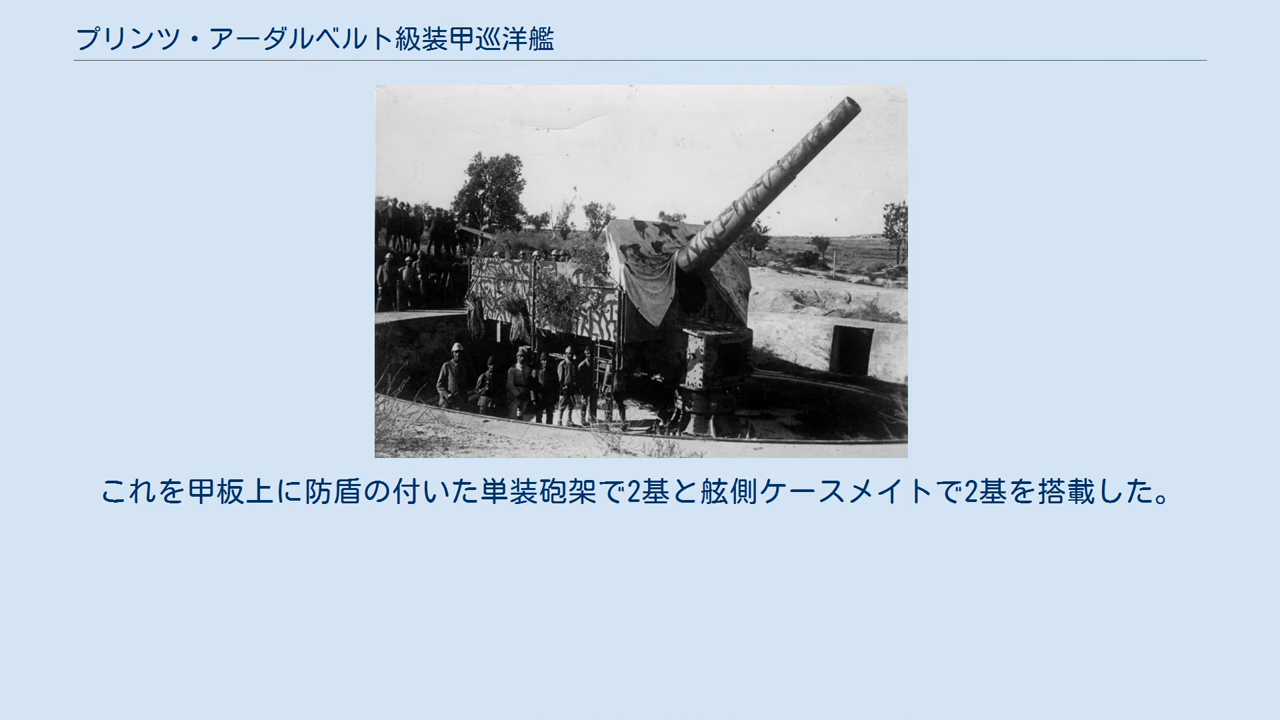 プリンツ・アーダルベルト級装甲巡洋艦
これを甲板上に防盾の付いた単装砲架で2基と舷側ケースメイトで2基を搭載した。